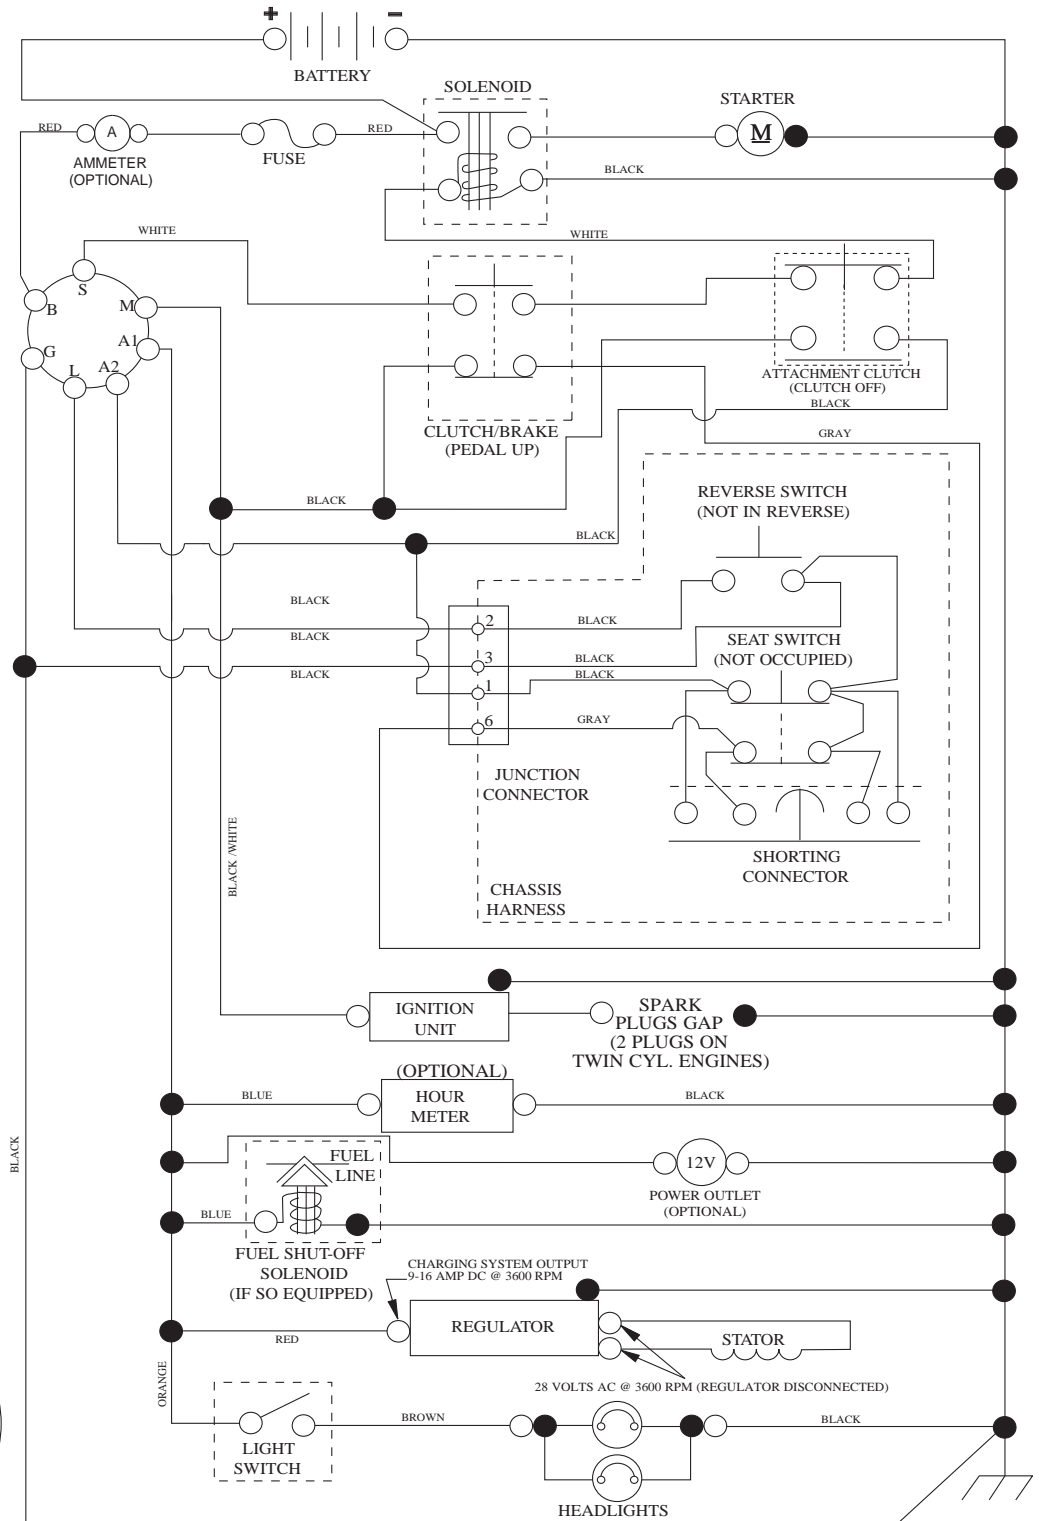 + −
BATTERY
SOLENOID
STARTER
RED
A
RED
M
FUSE
AMMETER
(OPTIONAL)
BLACK
WHITE
WHITE
S
B
M
A1
G
L
A2
ATTACHMENT CLUTCH
(CLUTCH OFF)
BLACK
CLUTCH/BRAKE
(PEDAL UP)
GRAY
REVERSE SWITCH
(NOT IN REVERSE)
BLACK
BLACK
BLACK
2
BLACK
BLACK
SEAT SWITCH
(NOT OCCUPIED)
3
BLACK
BLACK
BLACK
1
6
GRAY
JUNCTION
CONNECTOR
BLACK /WHITE
SHORTING
CONNECTOR
CHASSIS
HARNESS
IGNITION
UNIT
SPARK
PLUGS GAP
(2 PLUGS ON
TWIN CYL. ENGINES)
(OPTIONAL)
BLUE
HOUR
METER
BLACK
BLACK
FUEL
LINE
12V
POWER OUTLET
(OPTIONAL)
BLUE
FUEL SHUT-OFF
SOLENOID
(IF SO EQUIPPED)
CHARGING SYSTEM OUTPUT
9-16 AMP DC @ 3600 RPM
REGULATOR
RED
STATOR
ORANGE
28 VOLTS AC @ 3600 RPM (REGULATOR DISCONNECTED)
BROWN
BLACK
LIGHT
SWITCH
HEADLIGHTS